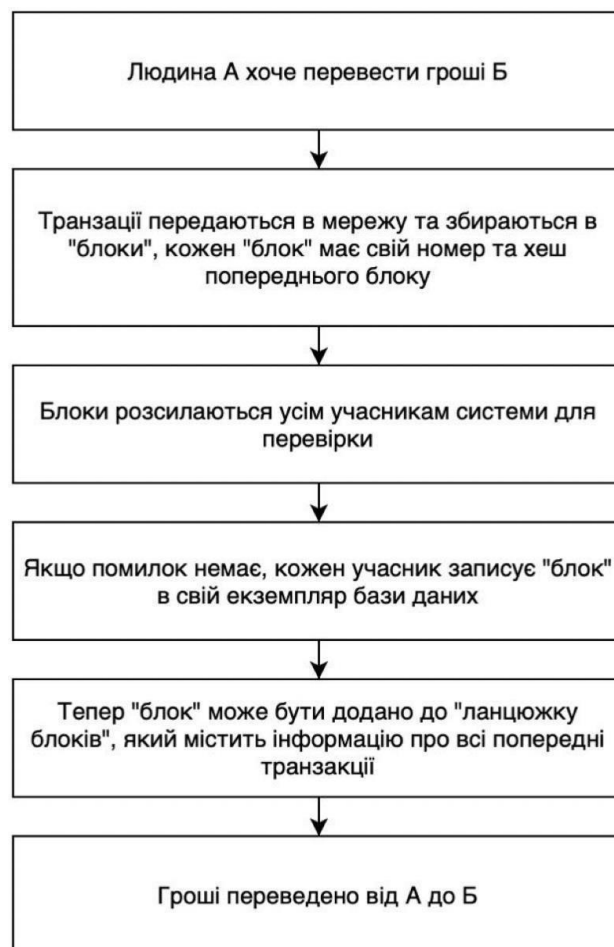 Людина А хоче перевести гроші Б
Транзації передаються в мережу та збираються в
"блоки", кожен "блок" має свій номер та хеш
попереднього блоку
Блоки розсилаються усім учасникам системи для
перевірки
Якщо помилок немає, кожен учасник записує "блок"
в свій екземпляр бази даних
Тепер "блок" може бути додано до "ланцюжку
блоків", який містить інформацію про всі попередні
транзакції
Гроші переведено від А до Б